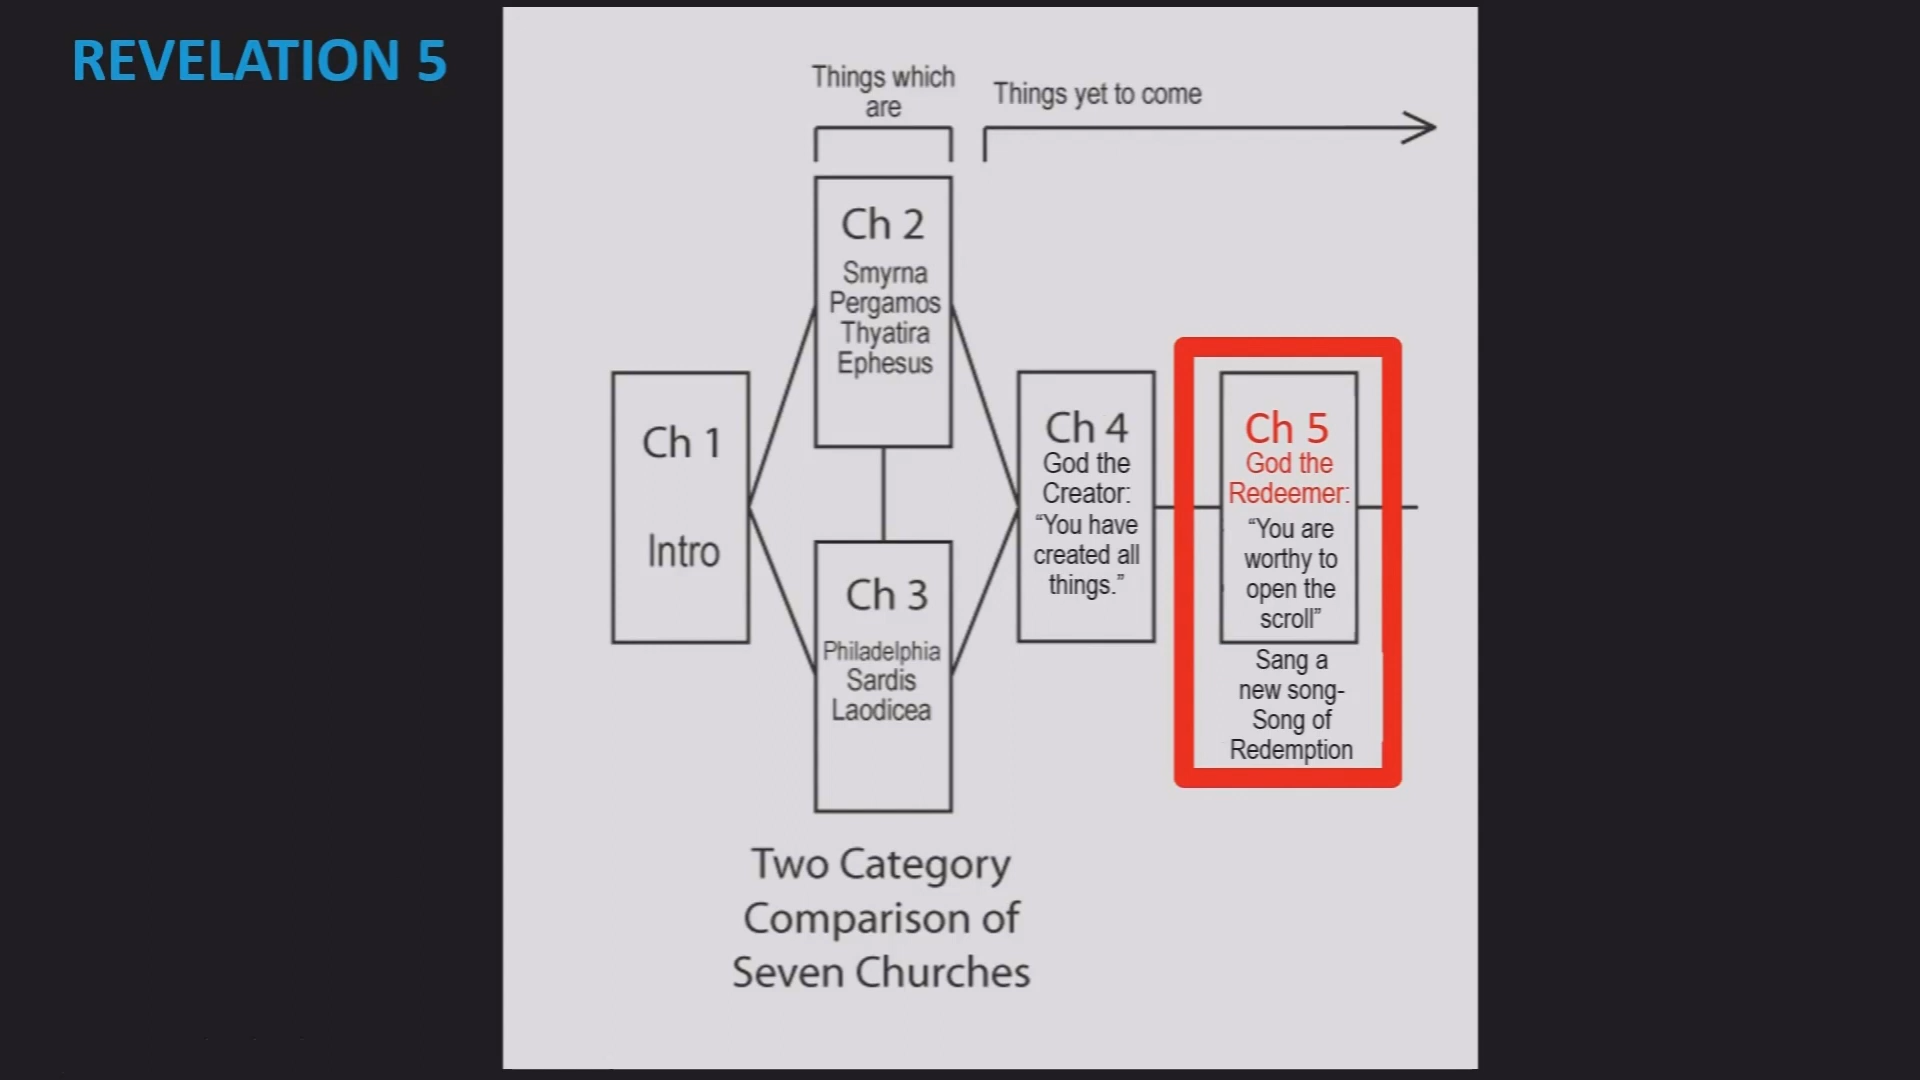 REVELATION 5
Things which
are
Things yet to come
Ch 1
Intro
Ch 2
Smyrna
Pergamos
Thyatira
Ephesus
Ch 3
Philadelphia
Sardis
Laodicea
Ch 4
God the
Creator:
“You have
created all
things.”
Ch 5
God the
Redeemer:
“You are
worthy to
open the
scroll”
Sang a
new song-
Song of
Redemption
Two Category
Comparison of
Seven Churches